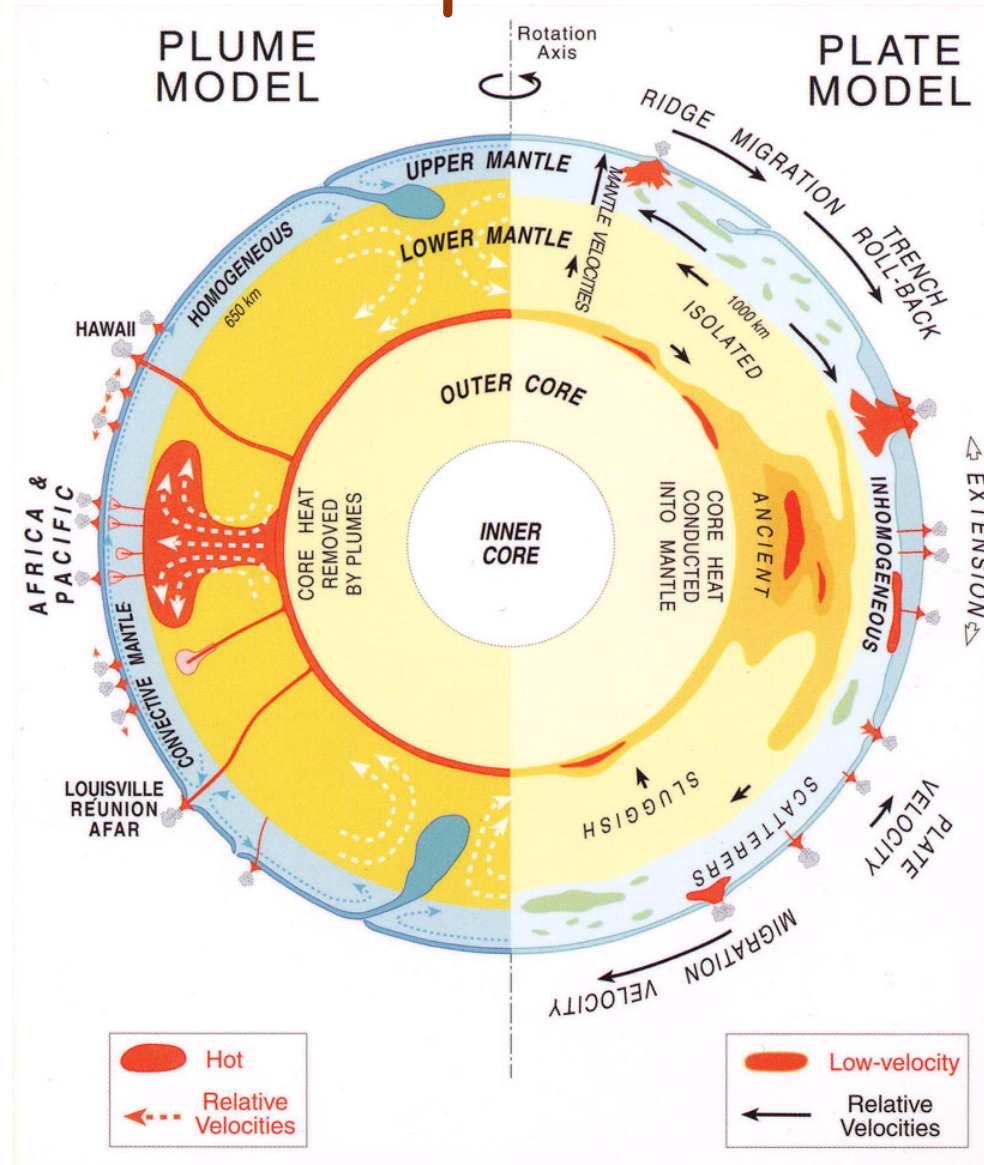 PLUME
MODEL
Rotation
Axis
PLATE
MODEL
RIDGE MIGRATION
TRENCH
ROLL-BACK
UPPER MANTLE
LOWER MANTLE
MANTLE VELOCITIES
HOMOGENEOUS
650 km
1000 km
ISOLATED
HAWAII
OUTER CORE
AFRICA &
PACIFIC
CORE HEAT
REMOVED
BY PLUMES
INNER
CORE
CORE HEAT
CONDUCTED
INTO MANTLE
ANCIENT
INHOMOGENEOUS
EXTENSION
CONVECTIVE MANTLE
LOUISVILLE
RÉUNION
AFAR
SLUGGISH
SCATTERERS
PLATE
VELOCITY
MIGRATION
VELOCITY
Hot
Relative
Velocities
Low-velocity
Relative
Velocities